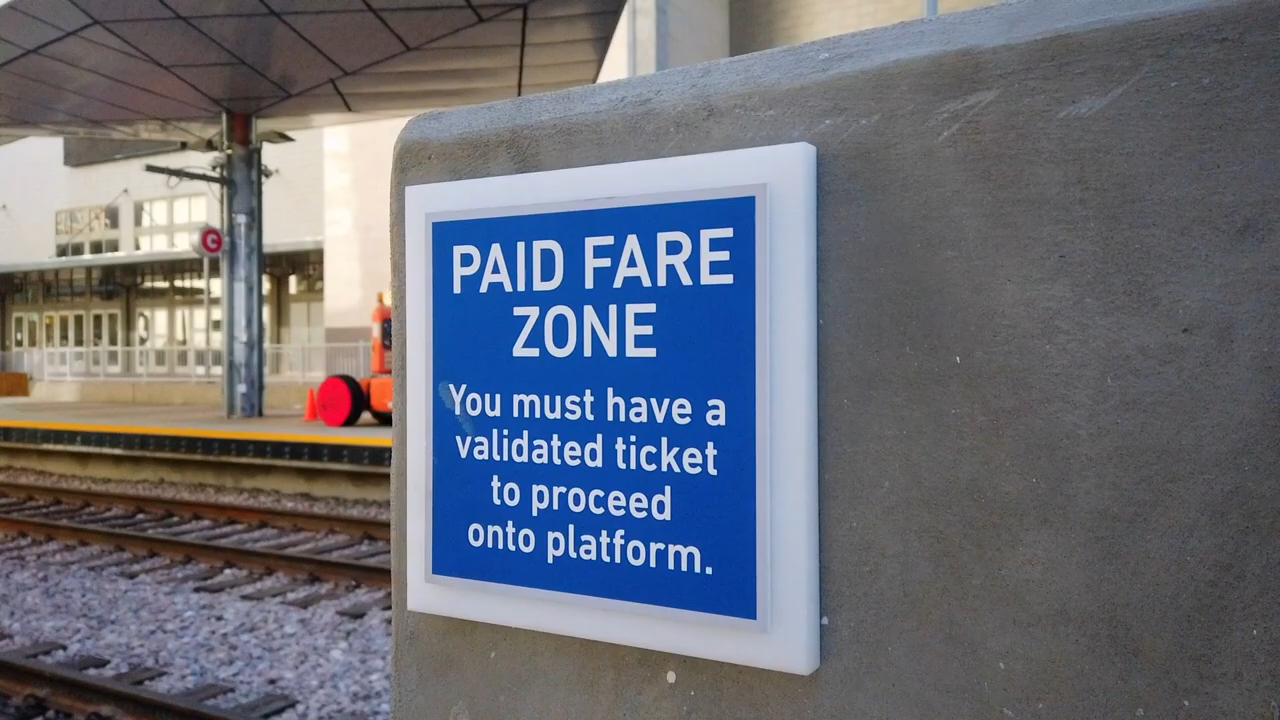 PAID FARE
ZONE
You must have a
validated ticket
to proceed
onto platform.